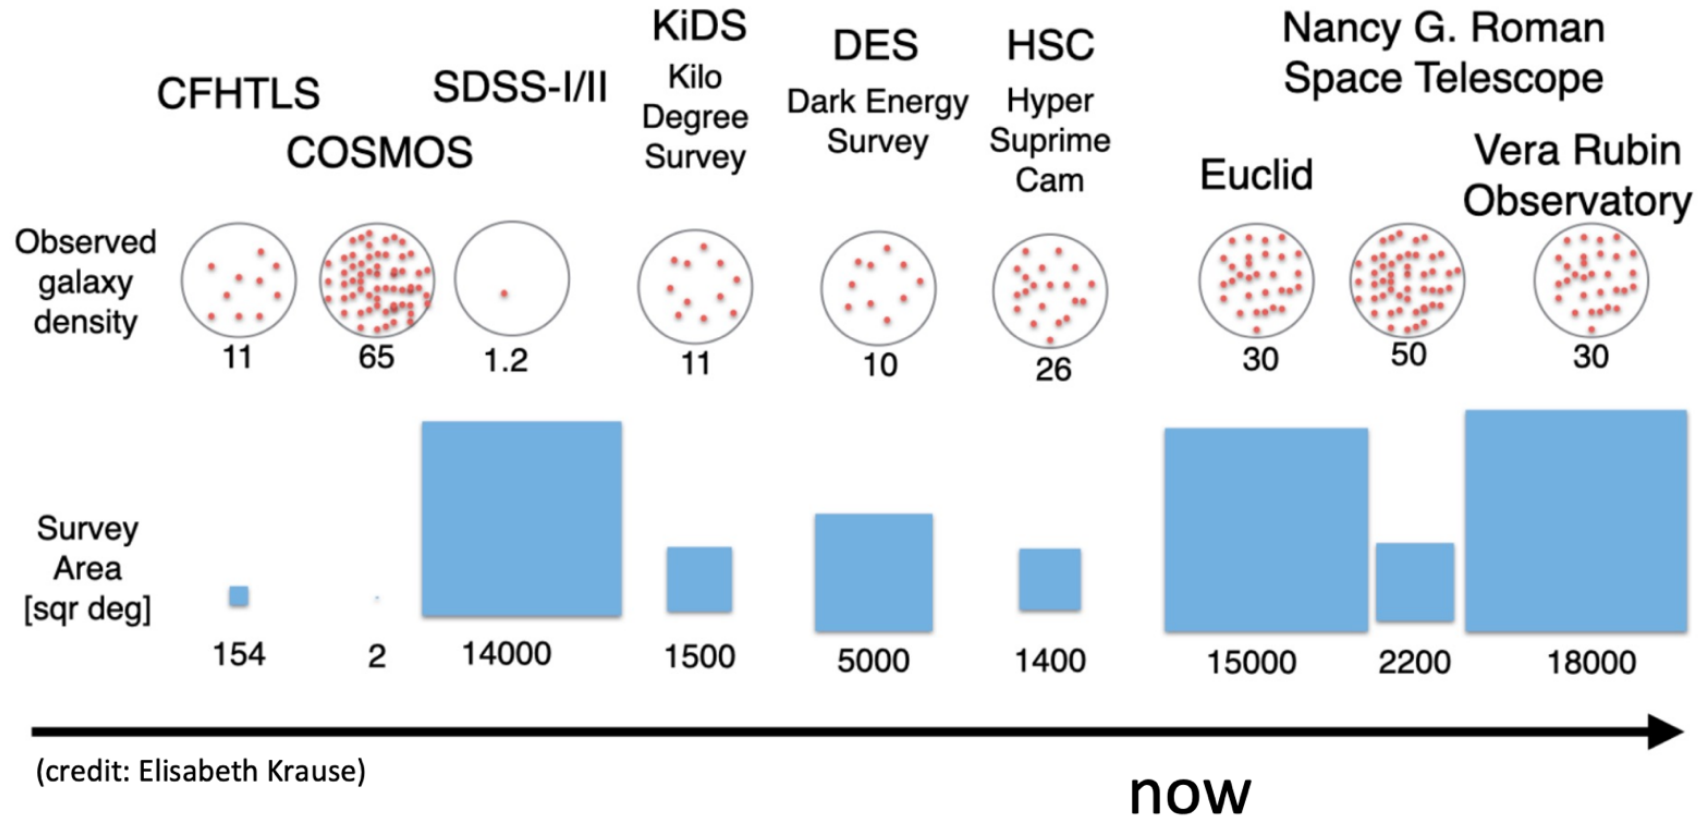 CFHTLS
COSMOS
SDSS-I/II
KiDS
Kilo
Degree
Survey
DES
Dark Energy
Survey
HSC
Hyper
Suprime
Cam
Nancy G. Roman
Space Telescope
Euclid
Vera Rubin
Observatory
Observed
galaxy
density
11
65
1.2
11
10
26
30
50
30
Survey
Area
[sqr deg]
154
2
14000
1500
5000
1400
15000
2200
18000
(credit: Elisabeth Krause)
now